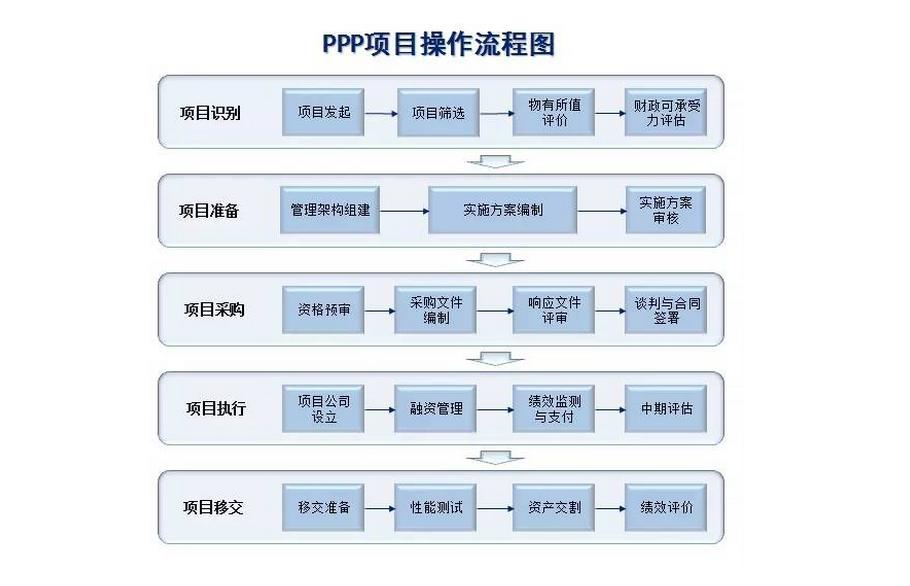 PPP项目操作流程图
项目识别
项目发起
项目筛选
物有所值
评价
财政可承受
力评估
项目准备
管理架构组建
实施方案编制
实施方案
审核
项目采购
资格预审
采购文件
编制
响应文件
评审
谈判与合同
签署
项目执行
项目公司
设立
融资管理
绩效监测
与支付
中期评估
项目移交
移交准备
性能测试
资产交割
绩效评价